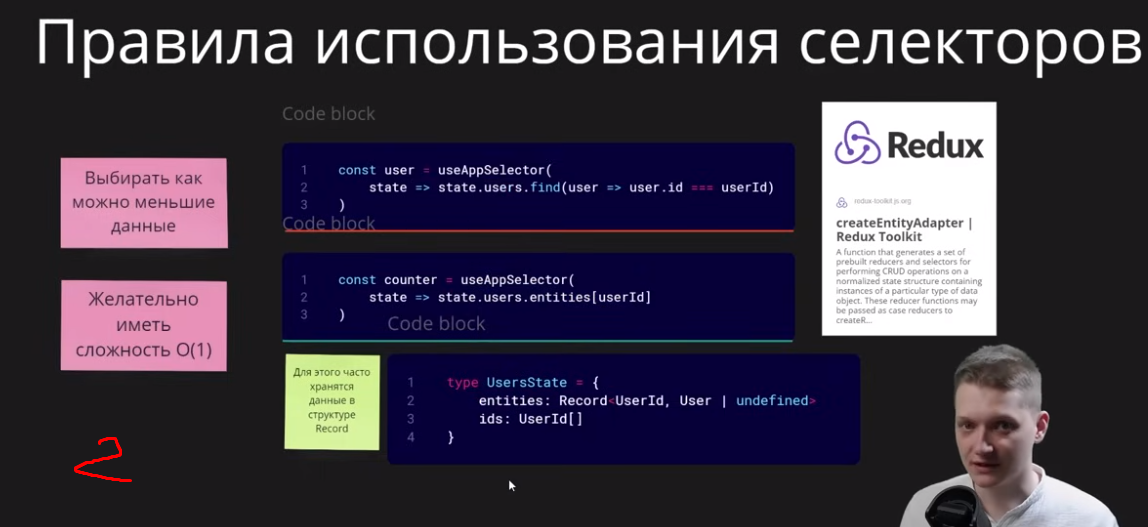 Правила использования селекторов
Code block
Выбирать как
можно меньшие
данные
1 const user = useAppSelector(
2 state => state.users.find(user => user.id === userId)
3 )
Code block
Желательно
иметь
сложность O(1)
1 const counter = useAppSelector(
2 state => state.users.entities[userId]
3 )
Code block
Для этого часто
хранятся
данные в
структуре
Record
1 type UsersState = {
2 entities: Record<UserId, User | undefined>
3 ids: UserId[]
4 }
Redux
redux-toolkit.js.org
createEntityAdapter |
Redux Toolkit
A function that generates a set of
prebuilt reducers and selectors for
performing CRUD operations on a
normalized state structure containing
instances of a particular type of data
object. These reducer functions may
be passed as case reducers to
createR...
2